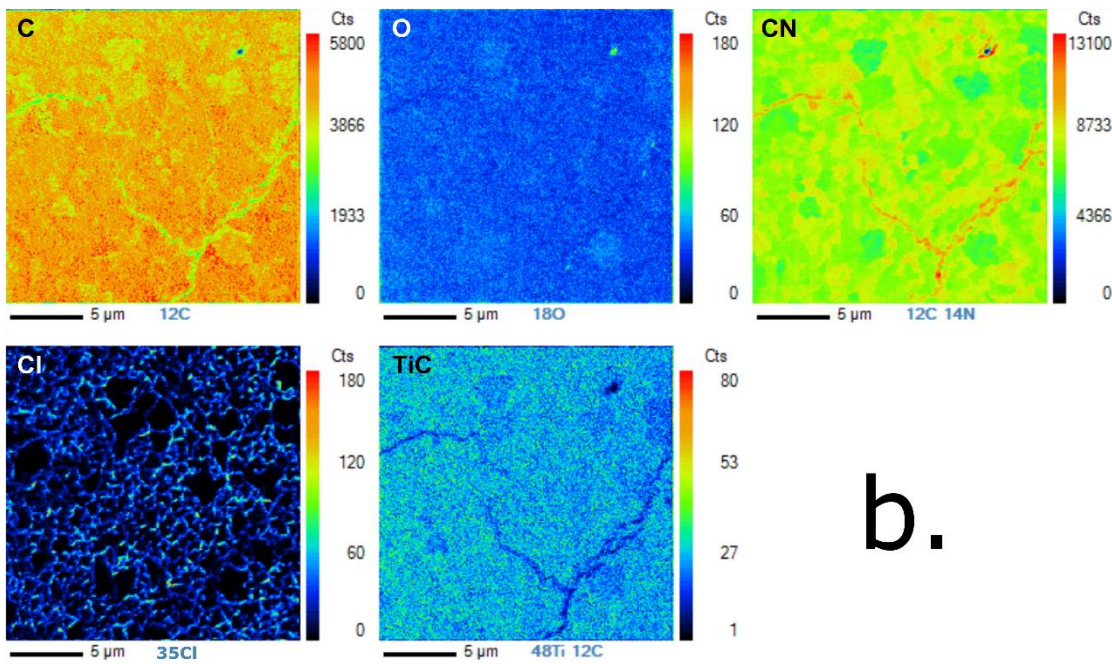 C
Cts
5800
3866
1933
0
5 µm 12C
O
Cts
180
120
60
0
5 µm 18O
CN
Cts
13100
8733
4366
0
5 µm 12C 14N
Cl
Cts
180
120
60
0
5 µm 35Cl
TiC
Cts
80
53
27
1
5 µm 48Ti 12C
b.